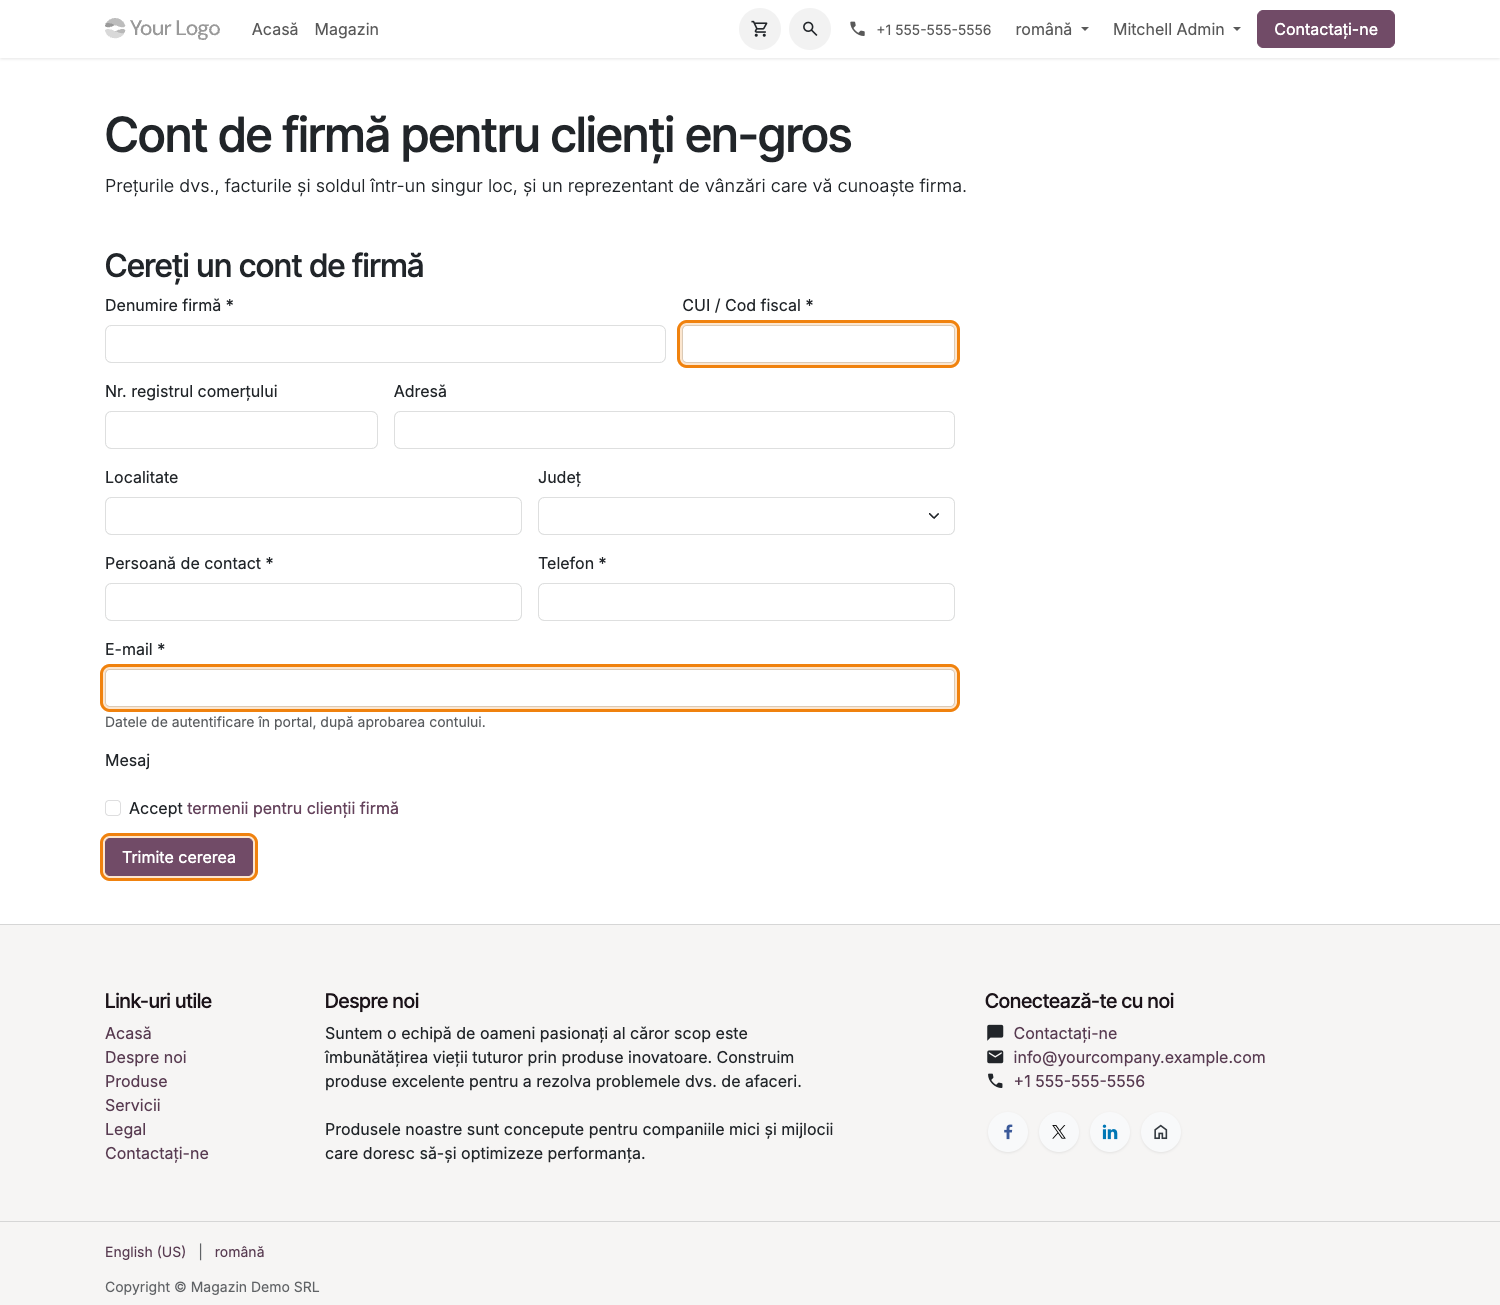 Your Logo
Acasă
Magazin
+1 555-555-5556
română
Mitchell Admin
Contactați-ne
Cont de firmă pentru clienți en-gros
Prețurile dvs., facturile și soldul într-un singur loc, și un reprezentant de vânzări care vă cunoaște firma.
Cereți un cont de firmă
Denumire firmă *
CUI / Cod fiscal *
Nr. registrul comerțului
Adresă
Localitate
Județ
Persoană de contact *
Telefon *
E-mail *
Datele de autentificare în portal, după aprobarea contului.
Mesaj
Accept termenii pentru clienții firmă
Trimite cererea
Link-uri utile
Acasă
Despre noi
Produse
Servicii
Legal
Contactați-ne
Despre noi
Suntem o echipă de oameni pasionați al căror scop este
îmbunătățirea vieții tuturor prin produse inovatoare. Construim
produse excelente pentru a rezolva problemele dvs. de afaceri.
Produsele noastre sunt concepute pentru companiile mici și mijlocii
care doresc să-și optimizeze performanța.
Conectează-te cu noi
Contactați-ne
info@yourcompany.example.com
+1 555-555-5556
English (US) | română
Copyright © Magazin Demo SRL